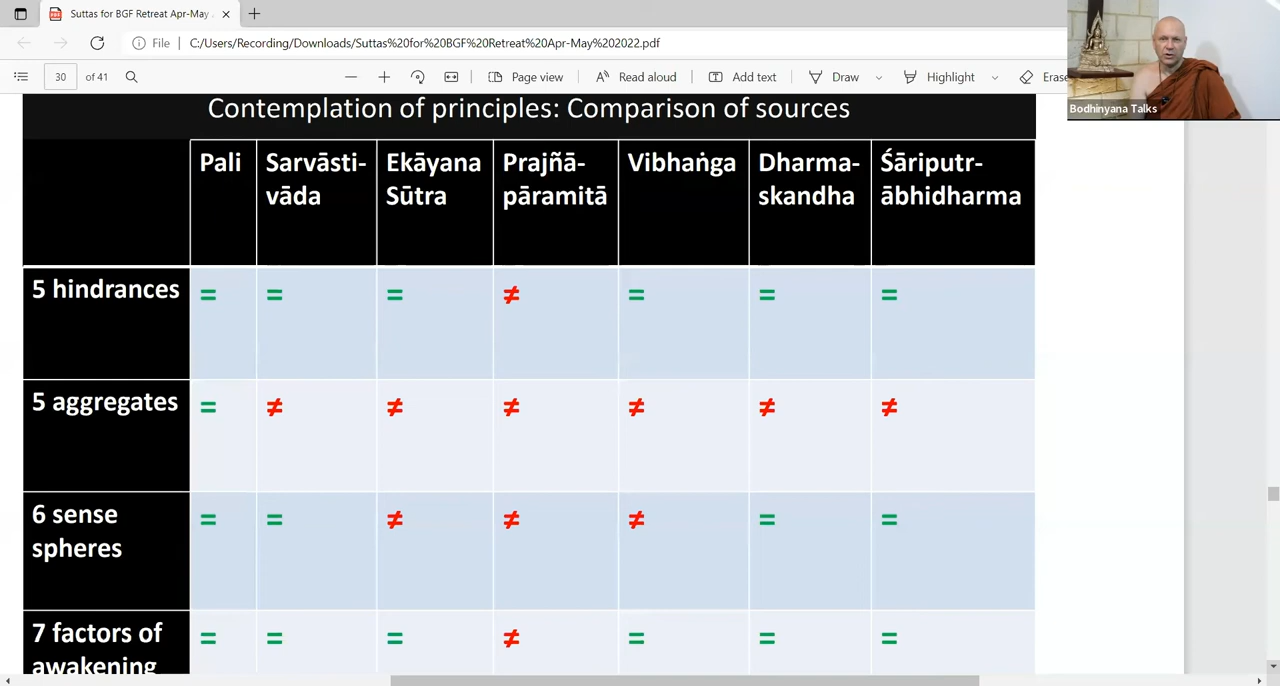 Suttas for BGF Retreat Apr-May
File
C:/Users/Recording/Downloads/Suttas%20for%20BGF%20Retreat%20Apr-May%202022.pdf
30 of 41
Page view
Read aloud
Add text
Draw
Highlight
Erase
Bodhinyana Talks
Contemplation of principles: Comparison of sources
Pali
Sarvāsti-
vāda
Ekāyana
Sūtra
Prajñā-
pāramitā
Vibhaṅga
Dharma-
skandha
Śāriputr-
ābhidharma
5 hindrances = = = ≠ = = =
5 aggregates = ≠ ≠ ≠ ≠ ≠ ≠
6 sense
spheres
= = ≠ ≠ ≠ = =
7 factors of
awakening
= = = ≠ = = =